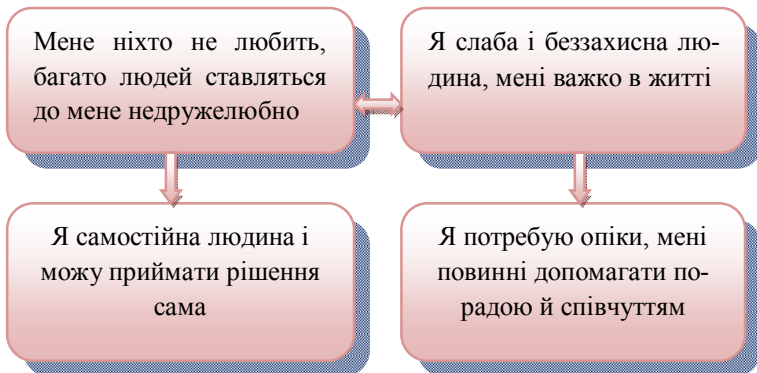 Мене ніхто не любить,
багато людей ставляться
до мене недружелюбно
Я слаба і беззахисна лю-
дина, мені важко в житті
Я самостійна людина і
можу приймати рішення
сама
Я потребую опіки, мені
повинні допомагати по-
радою й співчуттям